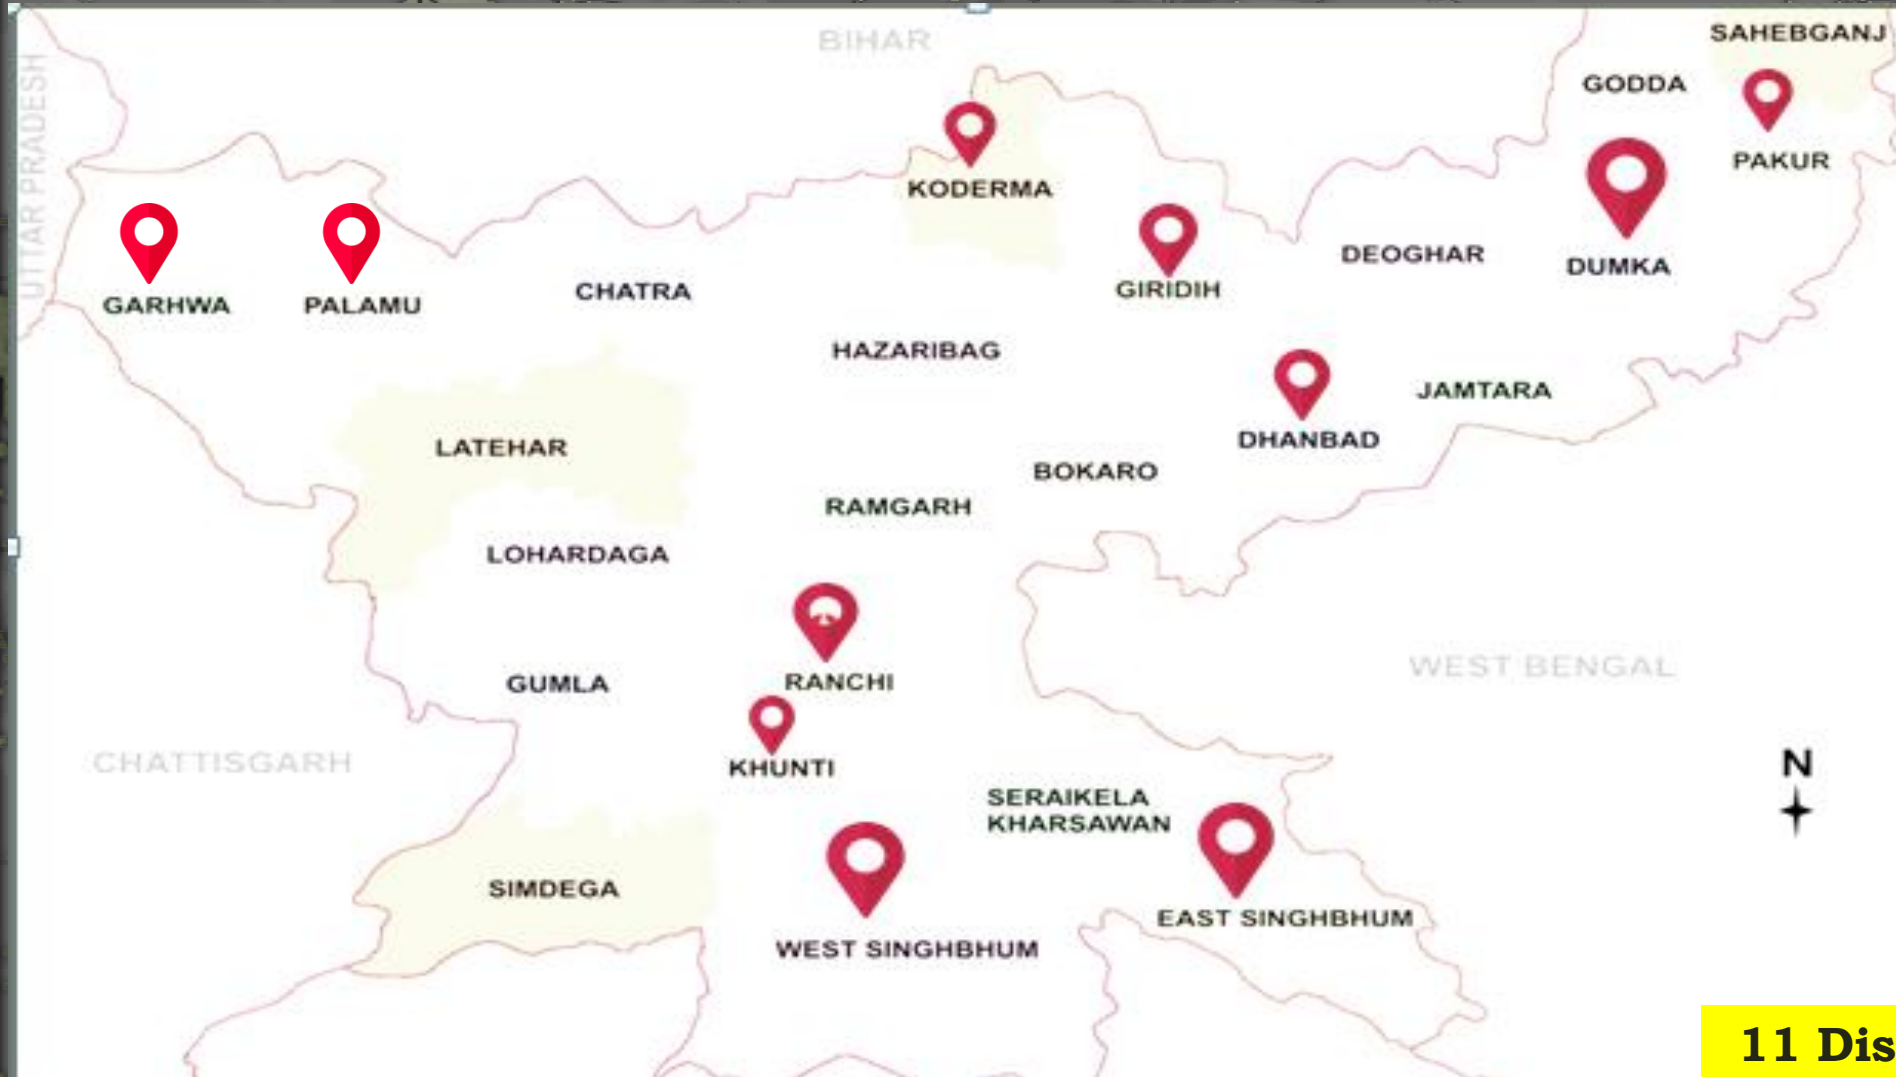 BIHAR
SAHEBGANJ
UTTAR PRADESH
GODDA
PAKUR
KODERMA
DEOGHAR
DUMKA
GIRIDIH
CHATRA
GARHWA
PALAMU
HAZARIBAG
JAMTARA
DHANBAD
LATEHAR
BOKARO
RAMGARH
LOHARDAGA
WEST BENGAL
RANCHI
GUMLA
CHATTISGARH
KHUNTI
N
SERAIKELA
KHARSAWAN
SIMDEGA
EAST SINGHBHUM
WEST SINGHBHUM
11 Dis